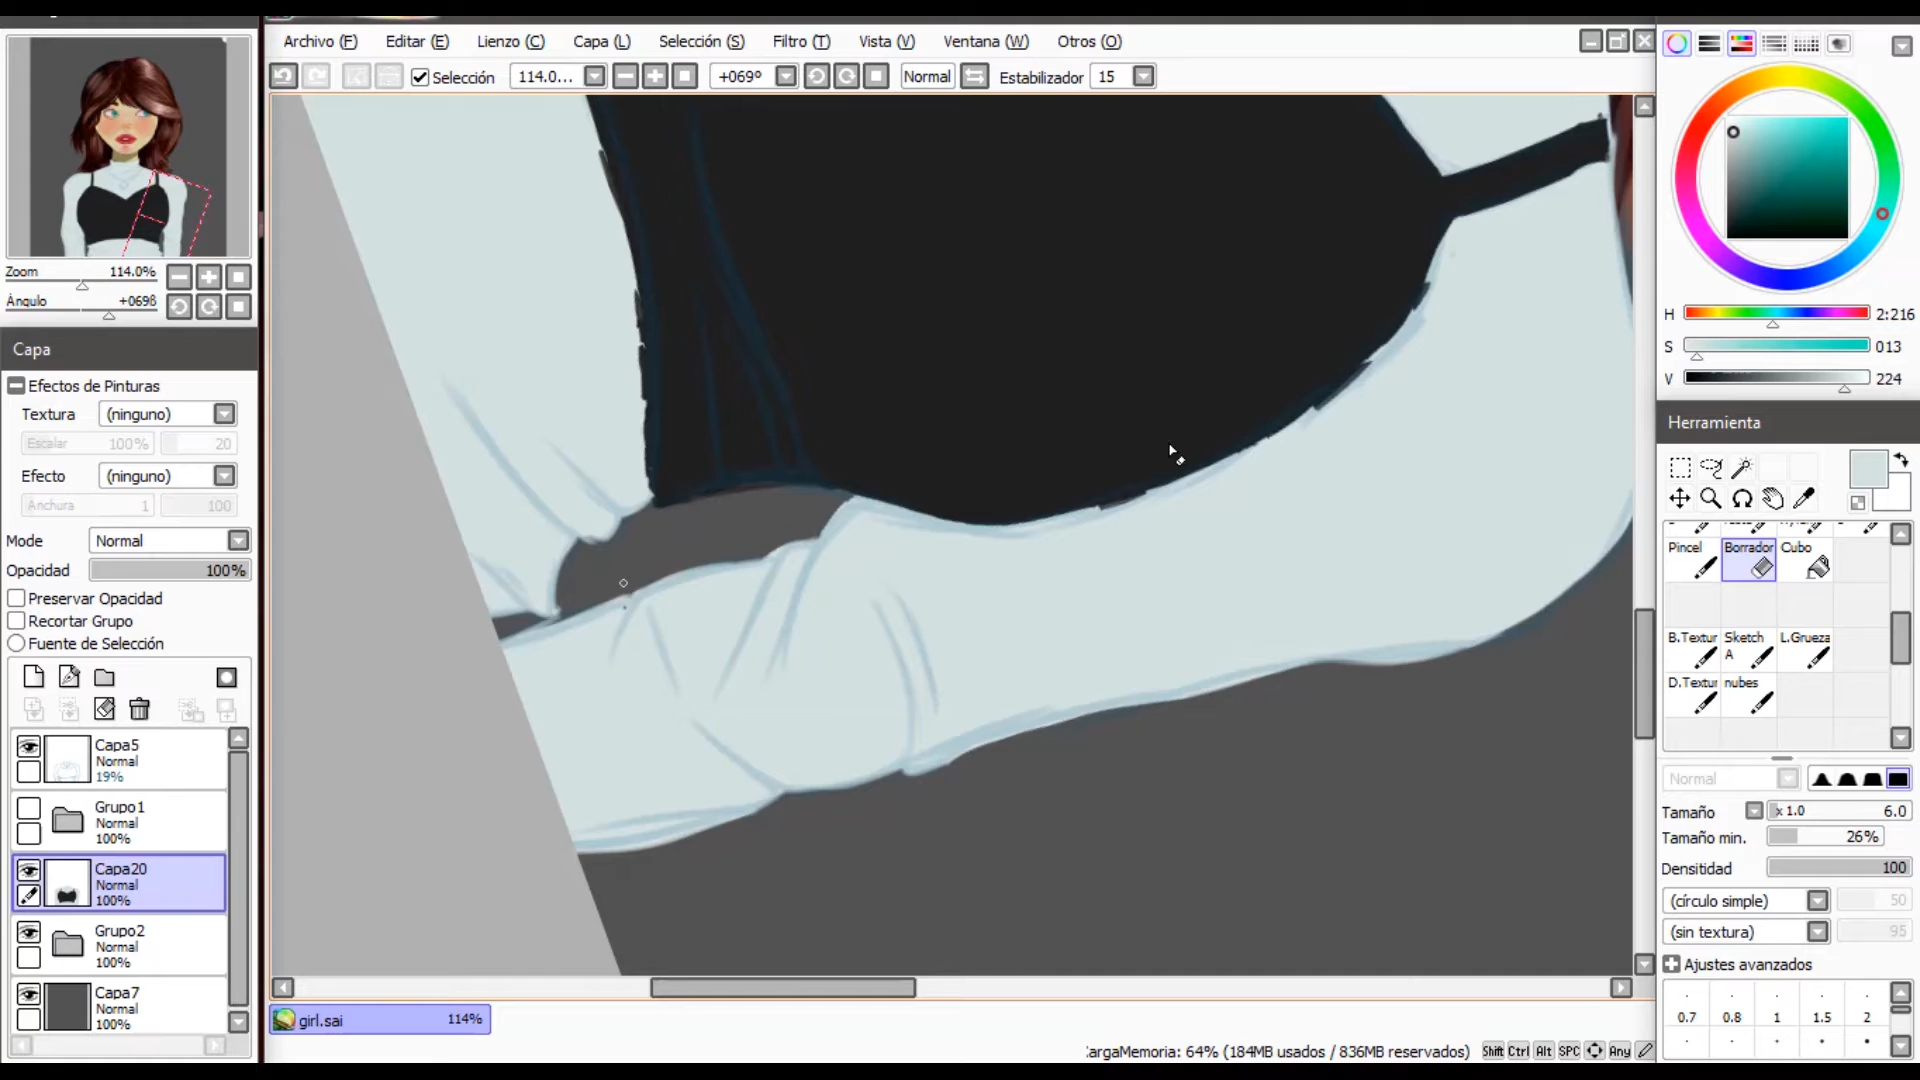 Archivo (F) Editar (E) Lienzo (C) Capa (L) Selección (S) Filtro (T) Vista (V) Ventana (W) Otros (O)
Selección 114.0... +069º Normal Estabilizador 15
Zoom 114.0%
Ángulo +069ß
Capa
Efectos de Pinturas
Textura (ninguno)
Escalar 100% 20
Efecto (ninguno)
Anchura 1 100
Mode Normal
Opacidad 100%
Preservar Opacidad
Recortar Grupo
Fuente de Selección
Capa5
Normal
19%
Grupo1
Normal
100%
Capa20
Normal
100%
Grupo2
Normal
100%
Capa7
Normal
100%
girl.sai 114%
argaMemoria: 64% (184MB usados / 836MB reservados) Shift Ctrl Alt SPC Any
H 2:216
S 013
V 224
Herramienta
Pincel Borrador Cubo
B.Textur Sketch A L.Grueza
D.Textur nubes
Normal
Tamaño x 1.0 6.0
Tamaño min. 26%
Densitidad 100
(círculo simple) 50
(sin textura) 95
Ajustes avanzados
0.7 0.8 1 1.5 2